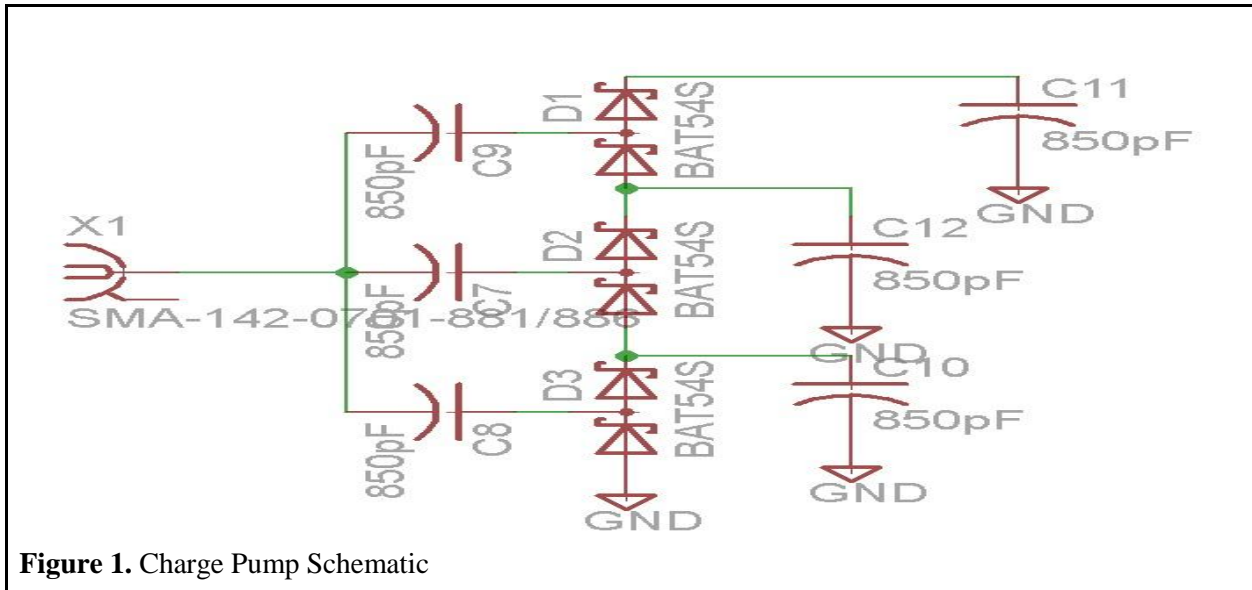 C11
850pF
GND
D1
BAT54S
850pF
C9
X1
SMA-142-0701-881/886
C12
850pF
GND
D2
BAT54S
850pF
C7
C10
850pF
GND
D3
BAT54S
850pF
C8
GND
Figure 1. Charge Pump Schematic